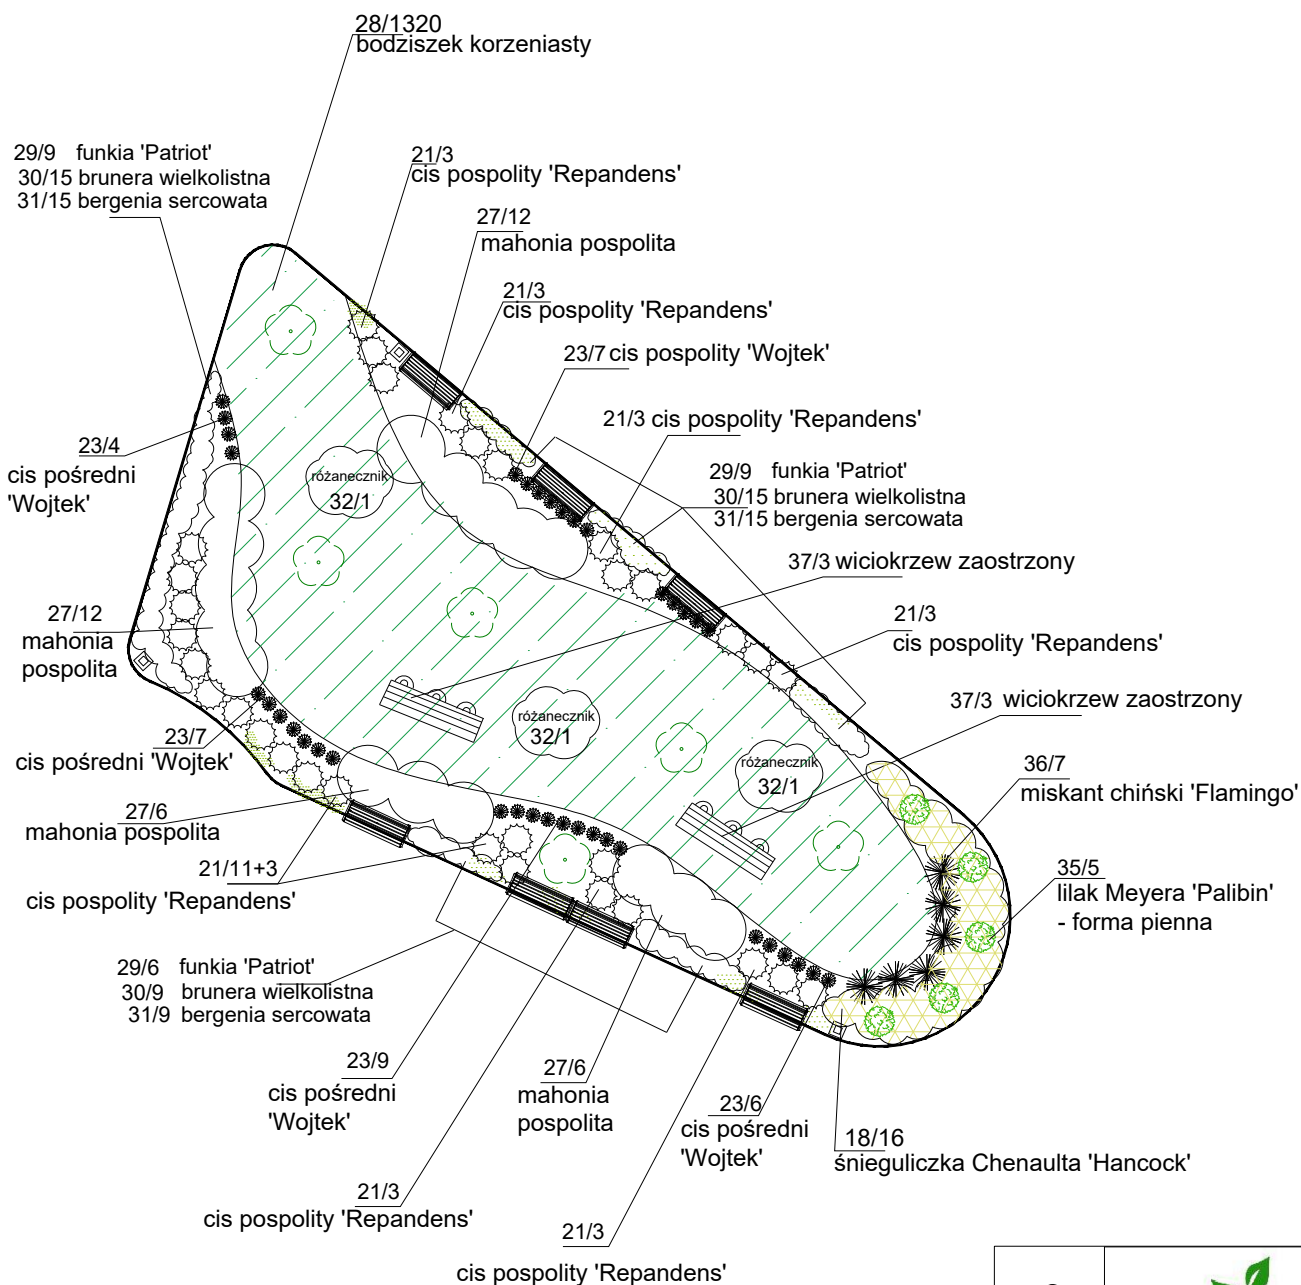 28/1320
bodziszek korzeniasty
29/9 funkia 'Patriot'
30/15 brunera wielkolistna
31/15 bergenia sercowata
21/3
cis pospolity 'Repandens'
27/12
mahonia pospolita
21/3
cis pospolity 'Repandens'
23/7 cis pospolity 'Wojtek'
21/3 cis pospolity 'Repandens'
23/4
cis pośredni
'Wojtek'
różanecznik
32/1
29/9 funkia 'Patriot'
30/15 brunera wielkolistna
31/15 bergenia sercowata
37/3 wiciokrzew zaostrzony
27/12
mahonia
pospolita
21/3
cis pospolity 'Repandens'
37/3 wiciokrzew zaostrzony
różanecznik
32/1
23/7
cis pośredni 'Wojtek'
różanecznik
32/1
36/7
miskant chiński 'Flamingo'
27/6
mahonia pospolita
21/11+3
cis pospolity 'Repandens'
35/5
lilak Meyera 'Palibin'
- forma pienna
29/6 funkia 'Patriot'
30/9 brunera wielkolistna
31/9 bergenia sercowata
23/9
cis pośredni
'Wojtek'
27/6
mahonia
pospolita
23/6
cis pośredni
'Wojtek'
18/16
śnieguliczka Chenaulta 'Hancock'
21/3
cis pospolity 'Repandens'
21/3
cis pospolity 'Repandens'